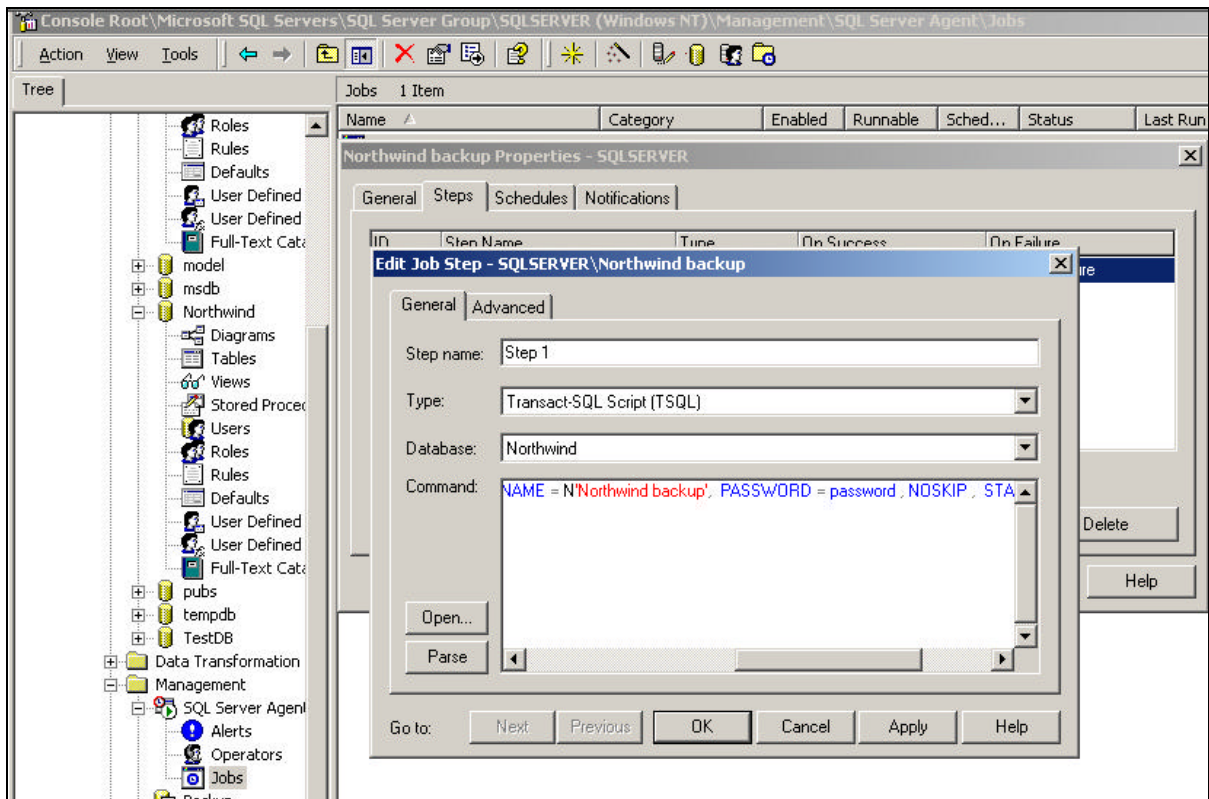 Console Root\Microsoft SQL Servers\SQL Server Group\SQLSERVER (Windows NT)\Management\SQL Server Agent\Jobs
Action View Tools
Tree
Jobs 1 Item
Name Category Enabled Runnable Sched... Status Last Run
Roles
Rules
Defaults
User Defined
User Defined
Full-Text Cata
model
msdb
Northwind
Diagrams
Tables
Views
Stored Proced
Users
Roles
Rules
Defaults
User Defined
User Defined
Full-Text Cata
pubs
tempdb
TestDB
Data Transformation
Management
SQL Server Agent
Alerts
Operators
Jobs
Backup
Northwind backup Properties - SQLSERVER
General Steps Schedules Notifications
ID Step Name Type On Success On Failure
ure
Delete
Help
Edit Job Step - SQLSERVER\Northwind backup
General Advanced
Step name: Step 1
Type: Transact-SQL Script (TSQL)
Database: Northwind
Command: NAME = N'Northwind backup', PASSWORD = password , NOSKIP , STA
Open...
Parse
Go to: Next Previous OK Cancel Apply Help